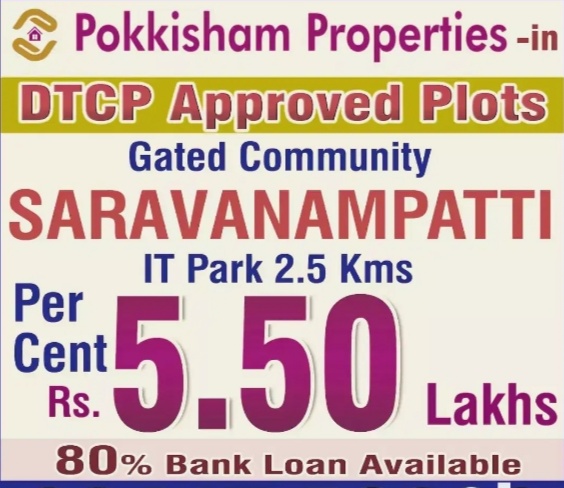 Pokkisham Properties -in
DTCP Approved Plots
Gated Community
SARAVANAMPATTI
IT Park 2.5 Kms
Per
Cent
Rs. 5.50 Lakhs
80% Bank Loan Available